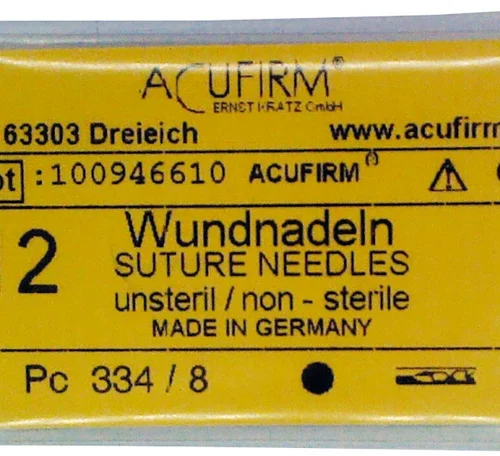 ACUFIRM®
ERNST KRATZ GmbH
63303 Dreieich www.acufirm
ot :100946610 ACUFIRM®
2
Wundnadeln
SUTURE NEEDLES
unsteril / non - sterile
MADE IN GERMANY
Pc 334 / 8